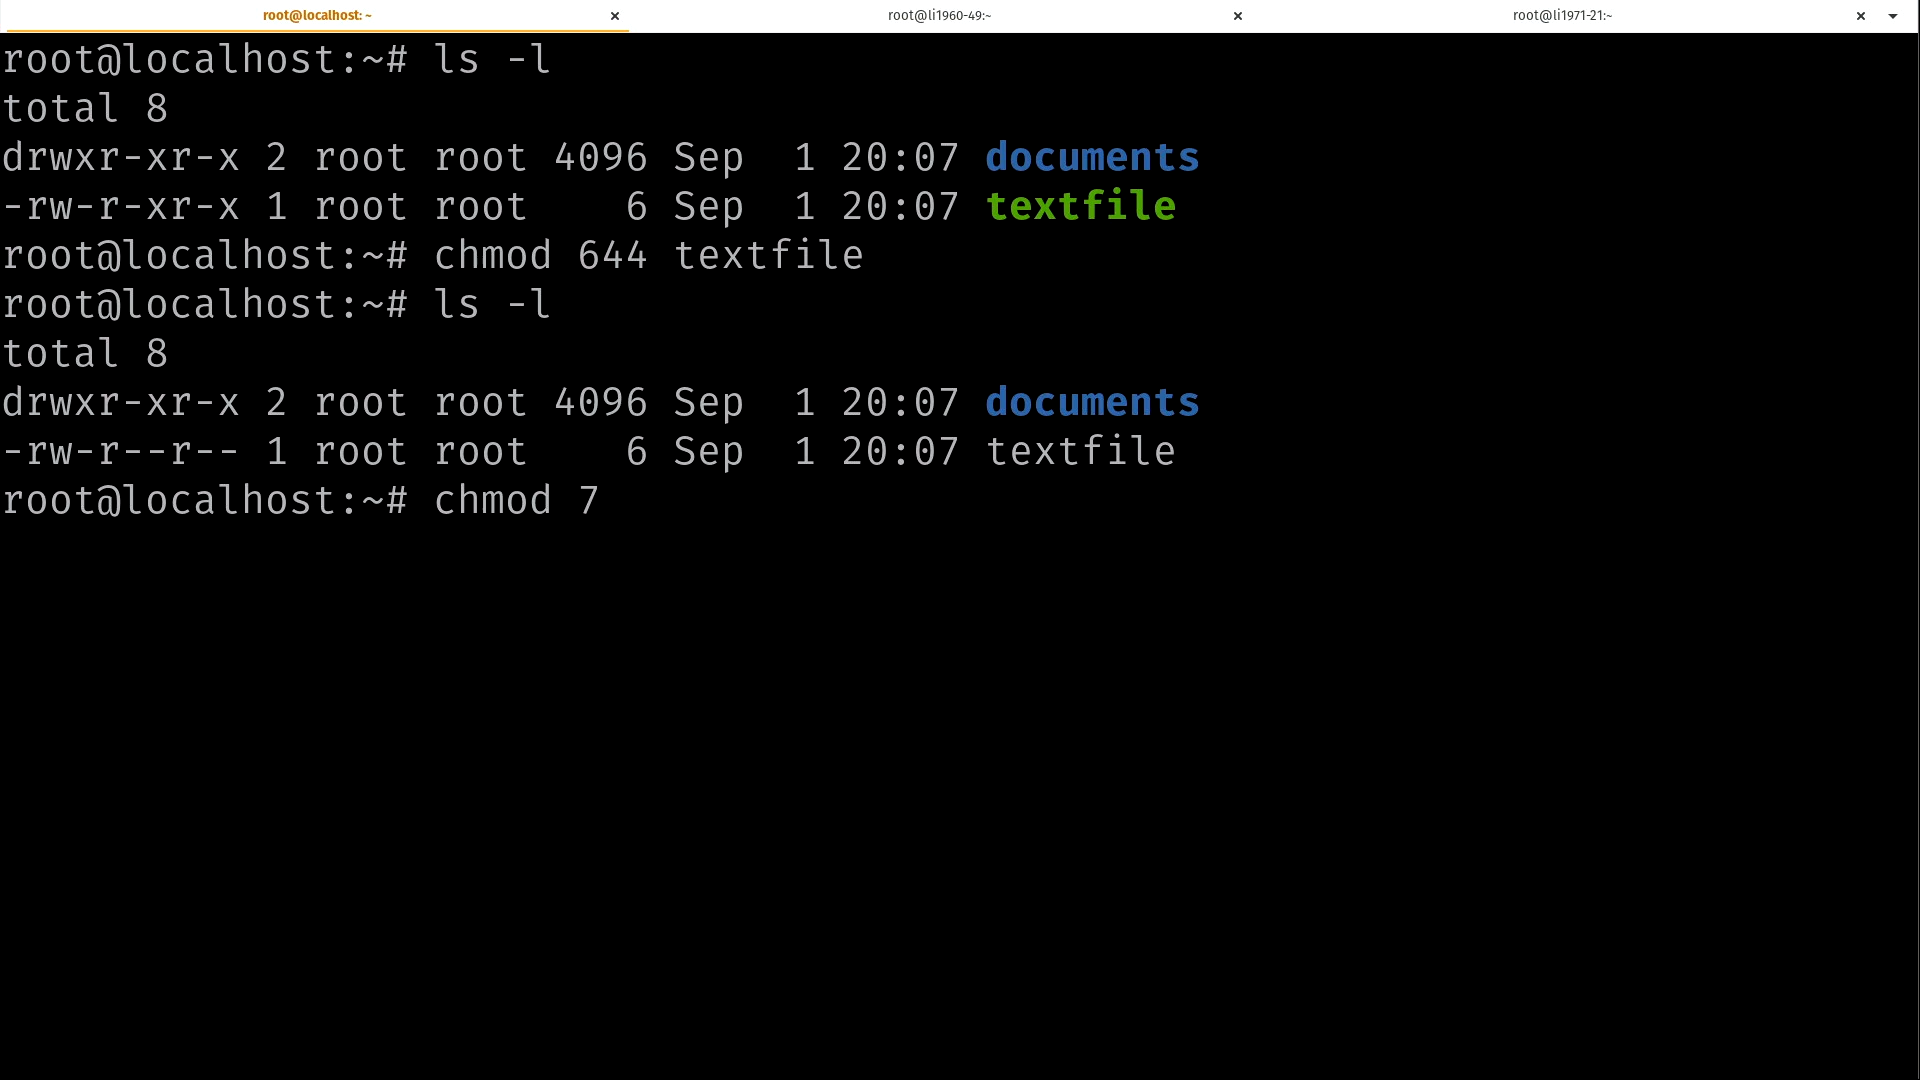 root@localhost: ~ × root@li1960-49:~ × root@li1971-21:~ ×
root@localhost:~# ls -l
total 8
drwxr-xr-x 2 root root 4096 Sep  1 20:07 documents
-rw-r-xr-x 1 root root    6 Sep  1 20:07 textfile
root@localhost:~# chmod 644 textfile
root@localhost:~# ls -l
total 8
drwxr-xr-x 2 root root 4096 Sep  1 20:07 documents
-rw-r--r-- 1 root root    6 Sep  1 20:07 textfile
root@localhost:~# chmod 7